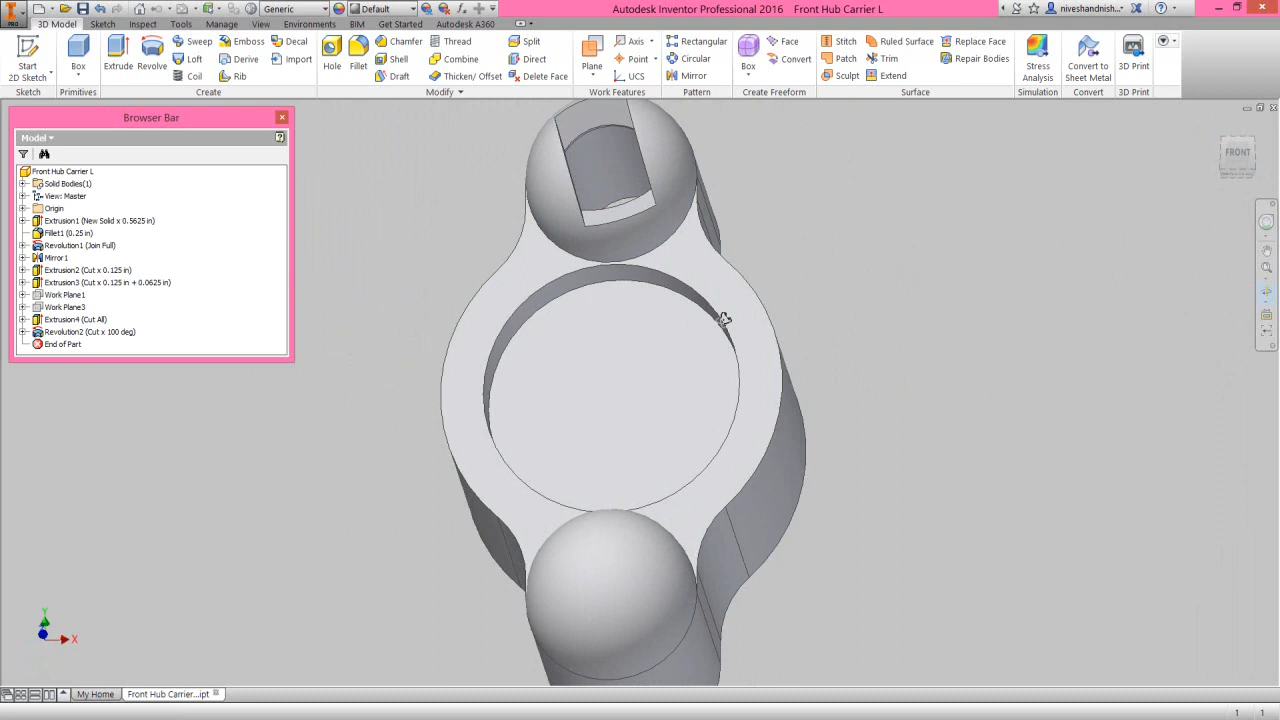 Generic
Default
Autodesk Inventor Professional 2016 Front Hub Carrier L
niveshandnish...
PRO
3D Model Sketch Inspect Tools Manage View Environments BIM Get Started Autodesk A360
Start
2D Sketch
Sketch
Box
Primitives
Extrude
Revolve
Sweep Emboss Decal
Loft Derive Import
Coil Rib
Create
Hole
Fillet
Chamfer Thread Split
Shell Combine Direct
Draft Thicken/ Offset Delete Face
Modify
Plane
Axis
Point
UCS
Work Features
Rectangular
Circular
Mirror
Pattern
Box
Face
Convert
Create Freeform
Stitch Ruled Surface Replace Face
Patch Trim Repair Bodies
Sculpt Extend
Surface
Stress
Analysis
Simulation
Convert to
Sheet Metal
Convert
3D Print
3D Print
Browser Bar
Model
Front Hub Carrier L
Solid Bodies(1)
View: Master
Origin
Extrusion1 (New Solid x 0.5625 in)
Fillet1 (0.25 in)
Revolution1 (Join Full)
Mirror1
Extrusion2 (Cut x 0.125 in)
Extrusion3 (Cut x 0.125 in + 0.0625 in)
Work Plane1
Work Plane3
Extrusion4 (Cut All)
Revolution2 (Cut x 100 deg)
End of Part
FRONT
Y
X
My Home
Front Hub Carrier...ipt
1 1